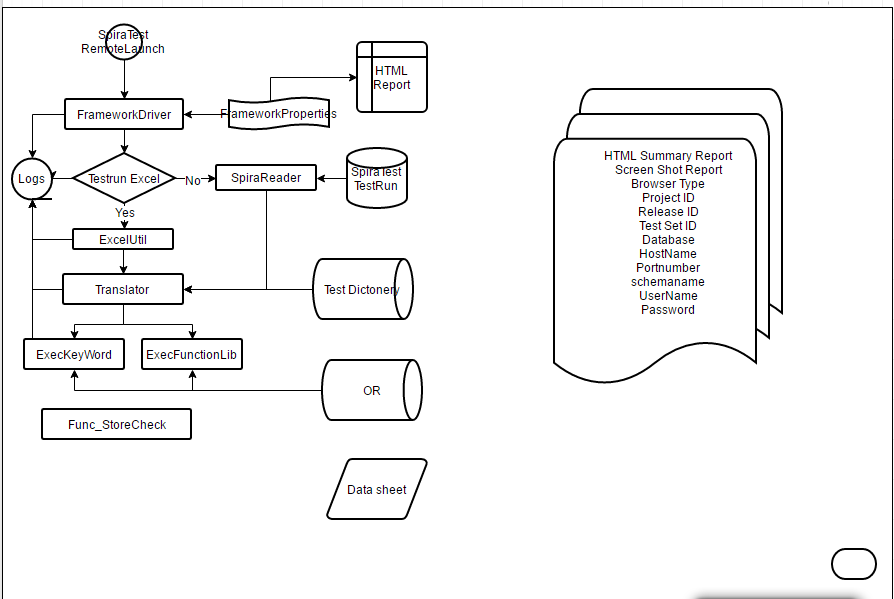 SpiraTest
RemoteLaunch
HTML
Report
FrameworkDriver
FrameworkProperties
Logs
Testrun Excel
No
SpiraReader
SpiraTest
TestRun
Yes
ExcelUtil
Translator
Test Dictonery
ExecKeyWord
ExecFunctionLib
OR
Func_StoreCheck
Data sheet
HTML Summary Report
Screen Shot Report
Browser Type
Project ID
Release ID
Test Set ID
Database
HostName
Portnumber
schemaname
UserName
Password